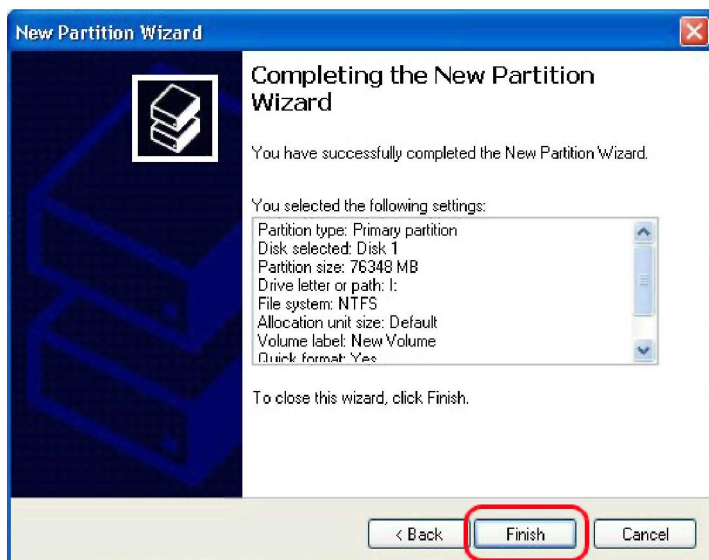 New Partition Wizard
Completing the New Partition
Wizard
You have successfully completed the New Partition Wizard.
You selected the following settings:
Partition type: Primary partition
Disk selected: Disk 1
Partition size: 76348 MB
Drive letter or path: I:
File system: NTFS
Allocation unit size: Default
Volume label: New Volume
Quick format: Yes
To close this wizard, click Finish.
< Back
Finish
Cancel